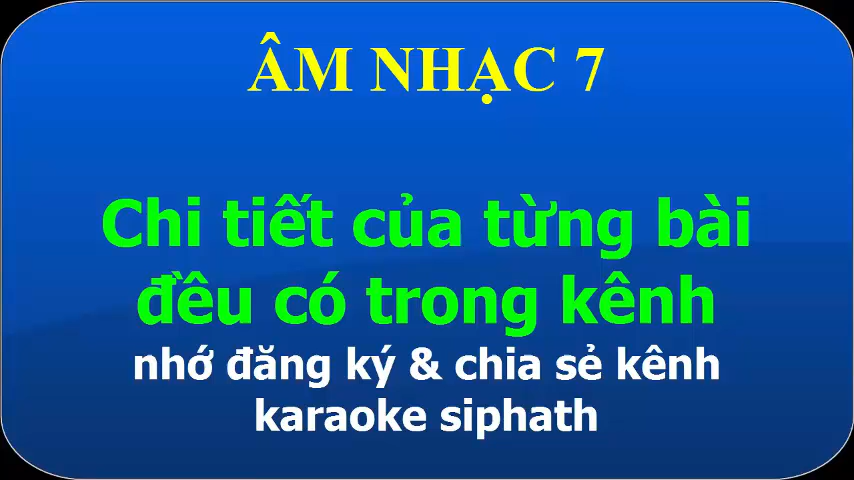 ÂM NHẠC 7
Chi tiết của từng bài
đều có trong kênh
nhớ đăng ký & chia sẻ kênh
karaoke siphath